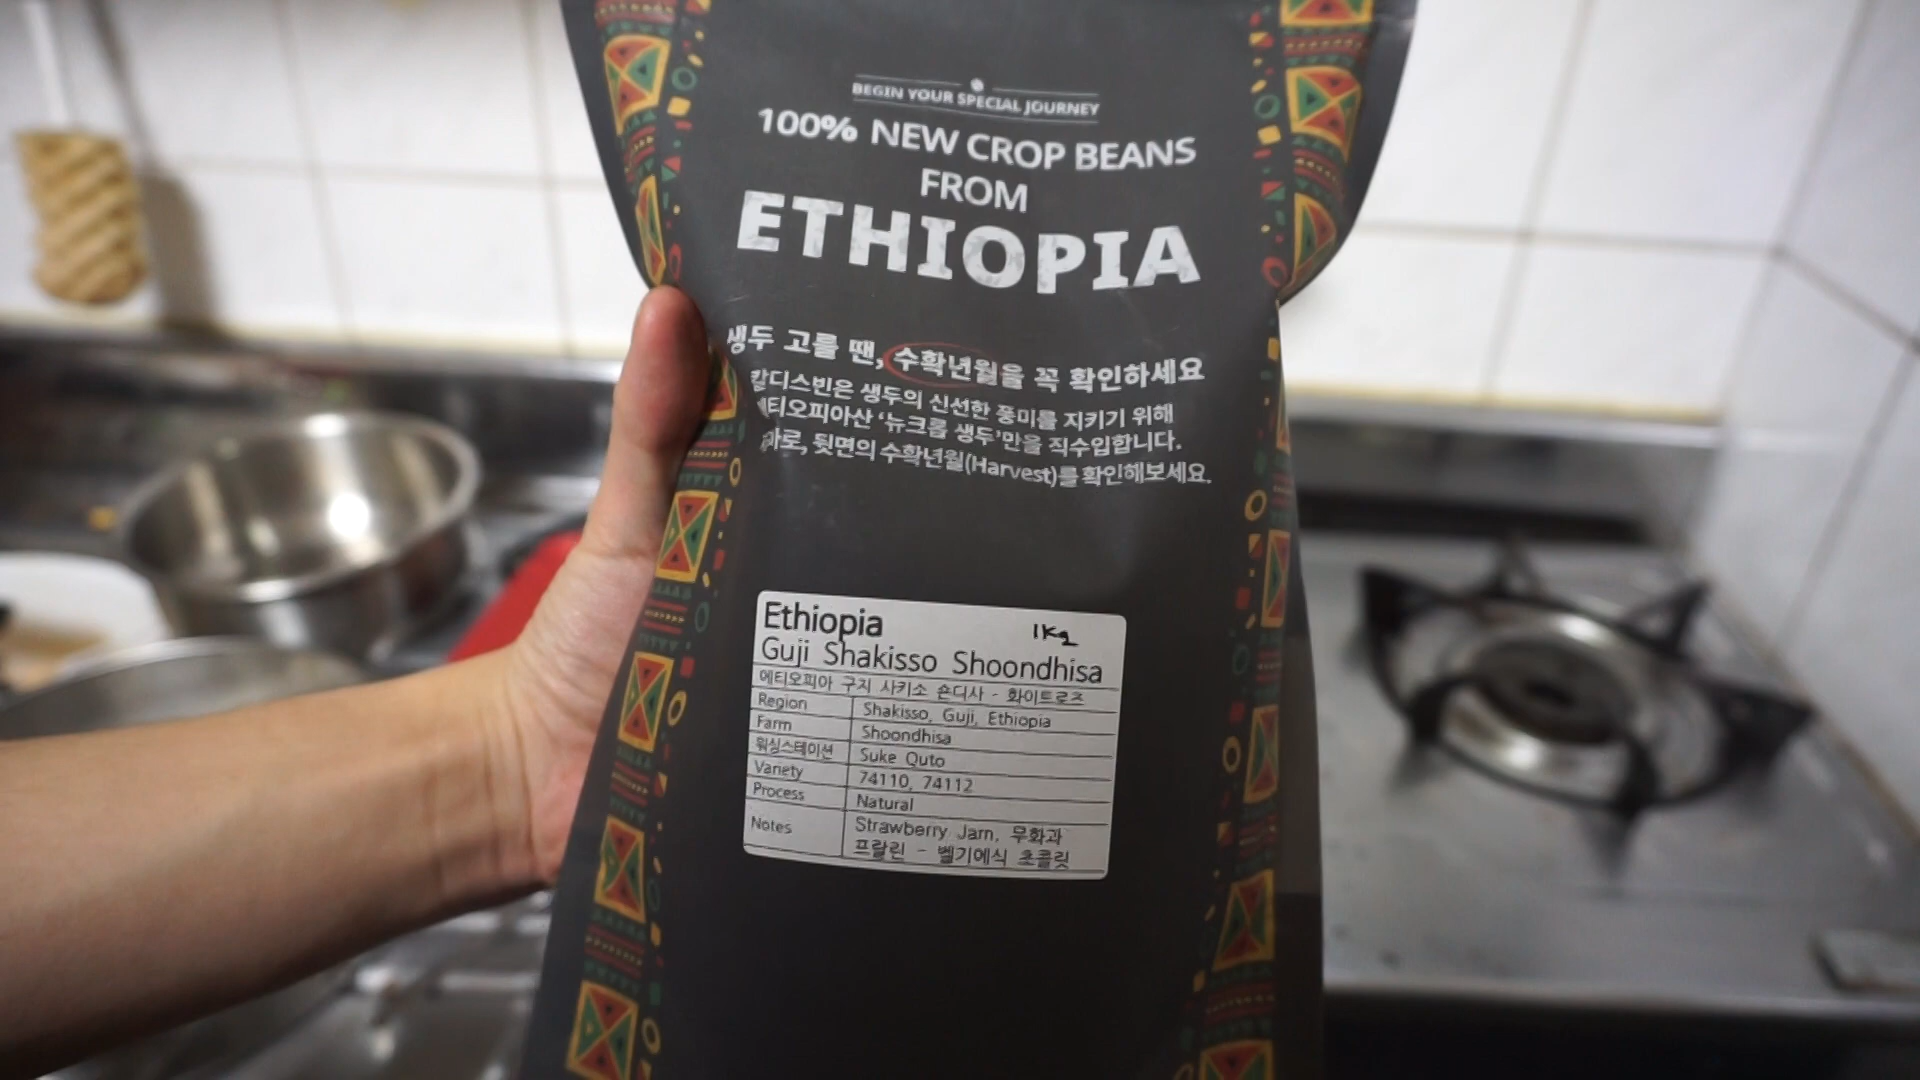 BEGIN YOUR SPECIAL JOURNEY
100% NEW CROP BEANS
FROM
ETHIOPIA
생두 고를 땐, 수확년월을 꼭 확인하세요
칼디스빈은 생두의 신선한 풍미를 지키기 위해
에티오피아산 ‘뉴크롭 생두’만을 직수입합니다.
바로, 뒷면의 수확년월(Harvest)를 확인해보세요.
Ethiopia 1Kg
Guji Shakisso Shoondhisa
에티오피아 구지 사키소 숀디사 - 화이트로즈
Region Shakisso, Guji, Ethiopia
Farm Shoondhisa
워싱스테이션 Suke Quto
Variety 74110, 74112
Process Natural
Notes Strawberry Jam, 무화과
프랄린 - 벨기에식 초콜릿